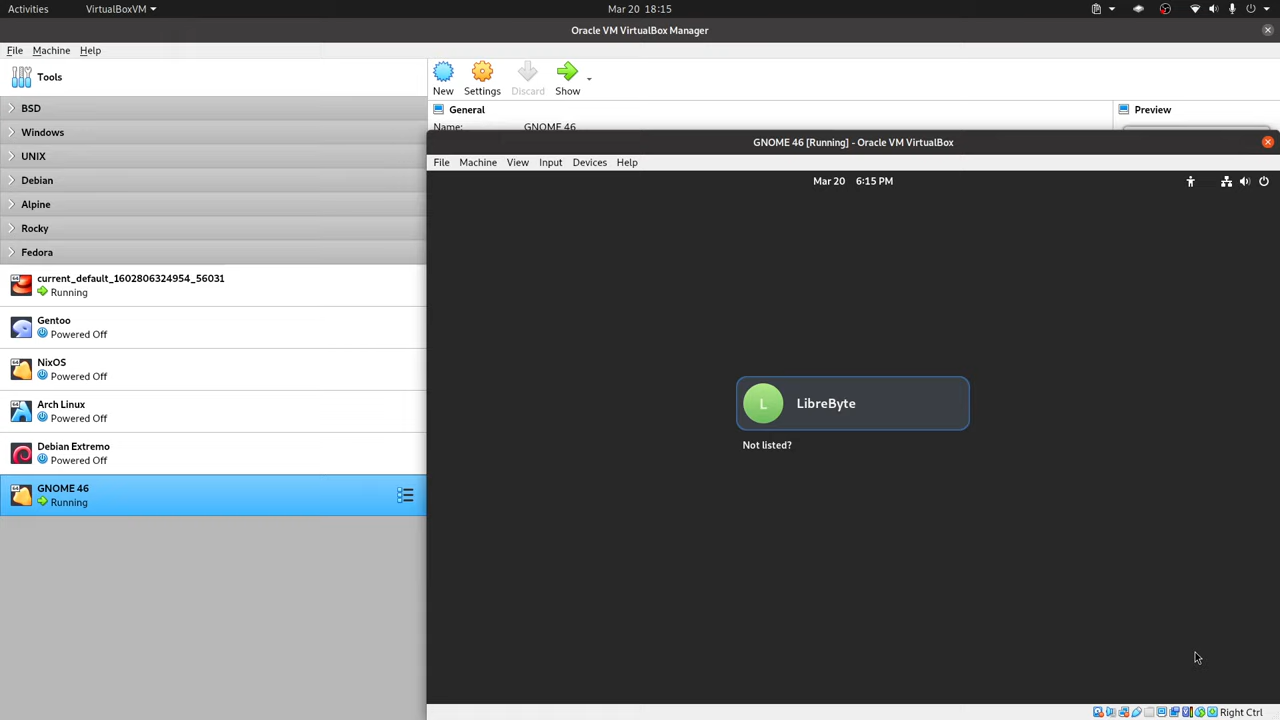 Activities
VirtualBoxVM
Mar 20 18:15
Oracle VM VirtualBox Manager
File Machine Help
Tools
New Settings Discard Show
BSD
Windows
UNIX
Debian
Alpine
Rocky
Fedora
current_default_1602806324954_56031
Running
Gentoo
Powered Off
NixOS
Powered Off
Arch Linux
Powered Off
Debian Extremo
Powered Off
GNOME 46
Running
General
Name: GNOME 46
Preview
GNOME 46 [Running] - Oracle VM VirtualBox
File Machine View Input Devices Help
Mar 20 6:15 PM
L LibreByte
Not listed?
Right Ctrl